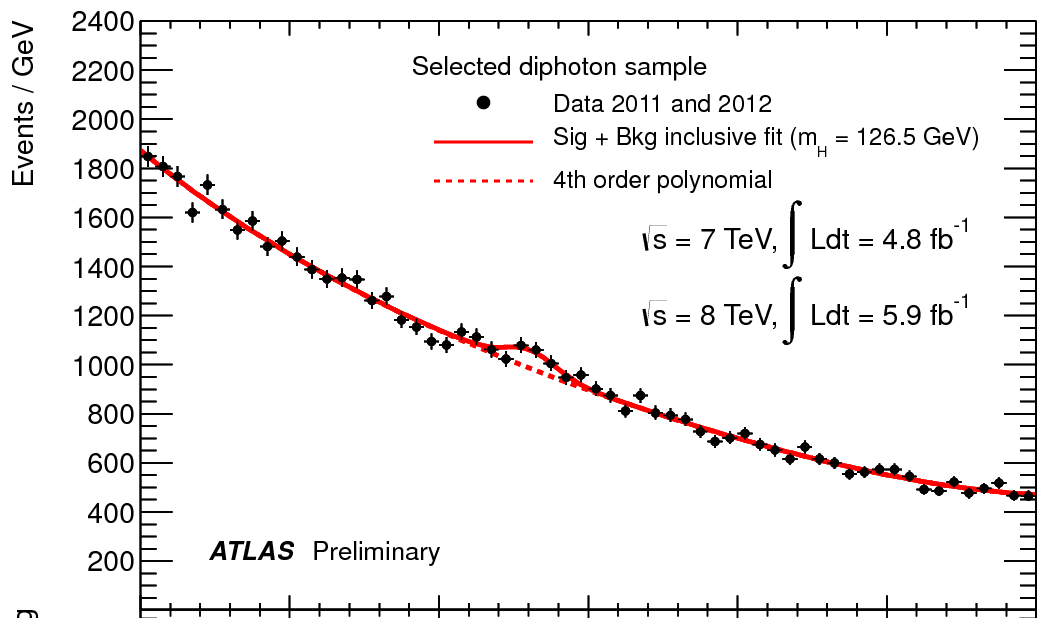 Events / GeV
2400
2200
2000
1800
1600
1400
1200
1000
800
600
400
200
Selected diphoton sample
Data 2011 and 2012
Sig + Bkg inclusive fit (m_H = 126.5 GeV)
4th order polynomial
√s = 7 TeV, ∫ Ldt = 4.8 fb⁻¹
√s = 8 TeV, ∫ Ldt = 5.9 fb⁻¹
ATLAS Preliminary